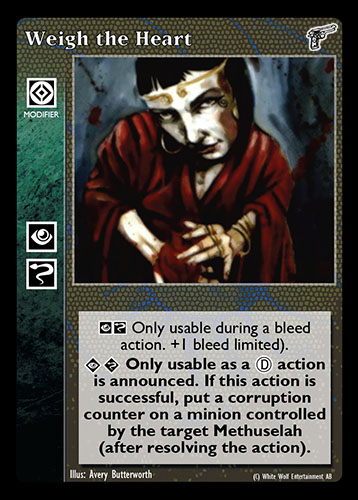 Weigh the Heart
MODIFIER
Only usable during a bleed
action. +1 bleed limited).
Only usable as a D action
is announced. If this action is
successful, put a corruption
counter on a minion controlled
by the target Methuselah
(after resolving the action).
Illus: Avery Butterworth
(C) White Wolf Entertainment AB